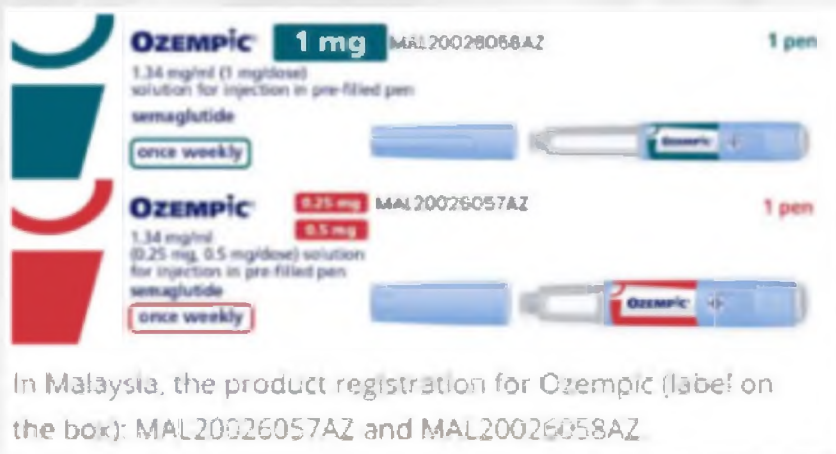 OZEMPIC 1 mg MAL20026058AZ 1 pen
1.34 mg/ml (1 mg/dose)
solution for injection in pre-filled pen
semaglutide
once weekly
OZEMPIC
OZEMPIC 0.25 mg MAL20026057AZ 1 pen
0.5 mg
1.34 mg/ml
(0.25 mg, 0.5 mg/dose) solution
for injection in pre-filled pen
semaglutide
once weekly
OZEMPIC
In Malaysia, the product registration for Ozempic (label on
the box): MAL20026057AZ and MAL20026058AZ